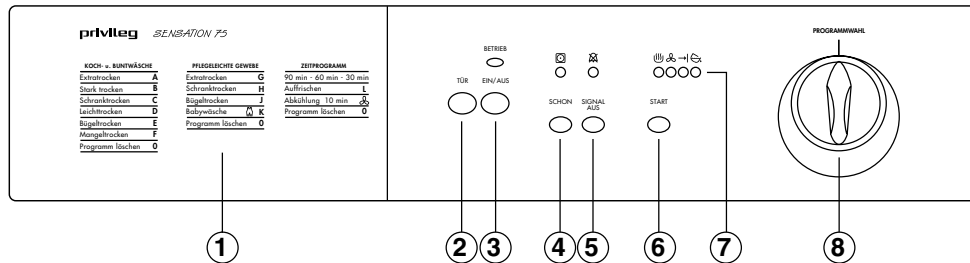 privileg SENSATION 75
KOCH- u. BUNTWÄSCHE
Extratrocken A
Stark trocken B
Schranktrocken C
Leichttrocken D
Bügeltrocken E
Mangeltrocken F
Programm löschen 0
PFLEGELEICHTE GEWEBE
Extratrocken G
Schranktrocken H
Bügeltrocken J
Babywäsche K
Programm löschen 0
ZEITPROGRAMM
90 min - 60 min - 30 min
Auffrischen L
Abkühlung 10 min
Programm löschen 0
BETRIEB
TÜR
EIN/AUS
SCHON
SIGNAL
AUS
START
PROGRAMMWAHL
1
2
3
4
5
6
7
8